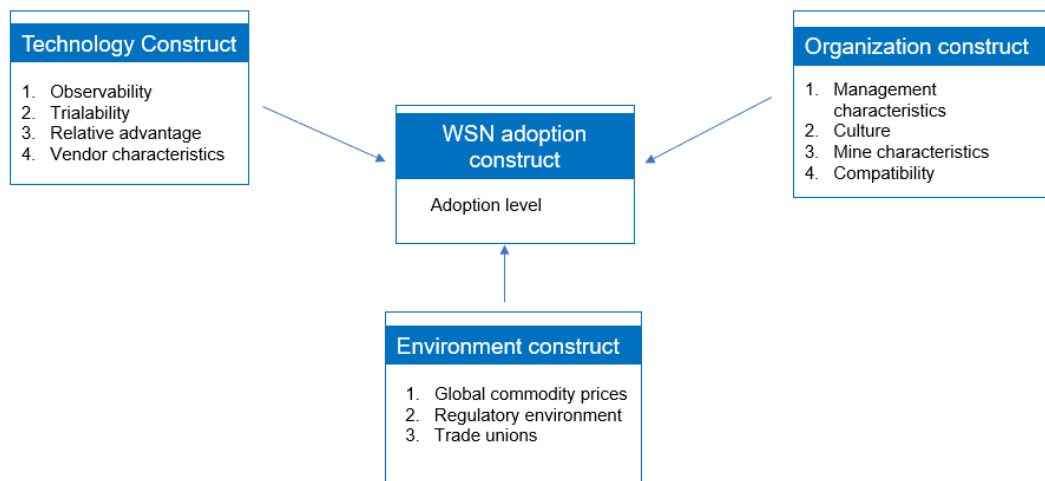 Technology Construct
1. Observability
2. Trialability
3. Relative advantage
4. Vendor characteristics
WSN adoption
construct
Adoption level
Organization construct
1. Management
characteristics
2. Culture
3. Mine characteristics
4. Compatibility
Environment construct
1. Global commodity prices
2. Regulatory environment
3. Trade unions